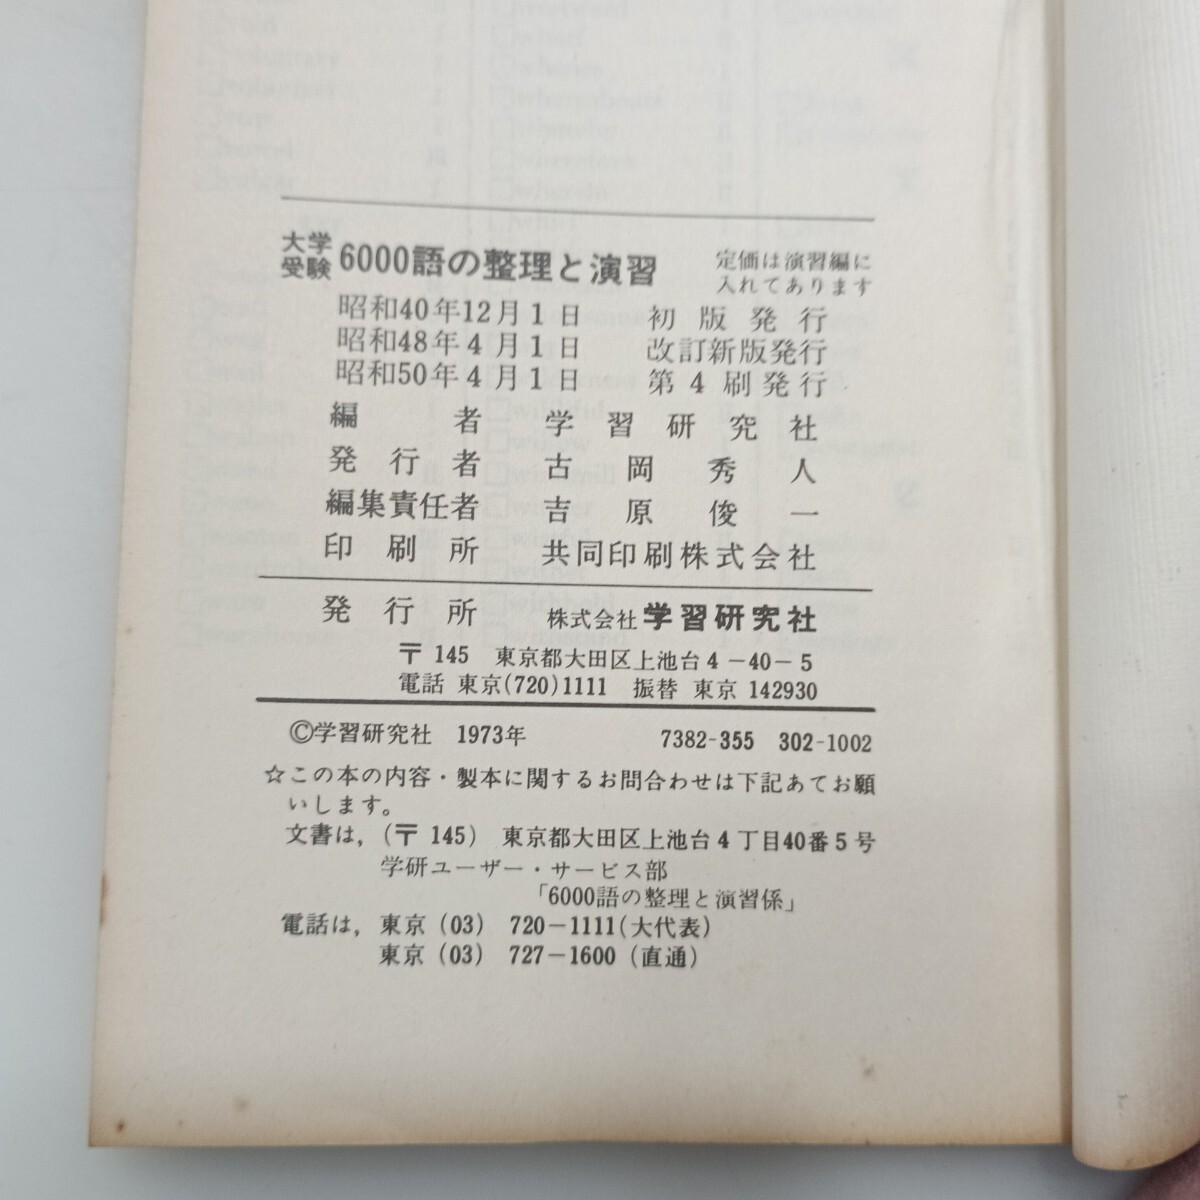 大学受験 6000語の整理と演習 定価は演習編に入れてあります
昭和40年12月1日 初版発行
昭和48年4月1日 改訂新版発行
昭和50年4月1日 第4刷発行
編者 学習研究社
発行者 古岡秀人
編集責任者 吉原俊一
印刷所 共同印刷株式会社
発行所 株式会社 学習研究社
〒145 東京都大田区上池台4-40-5
電話 東京(720)1111 振替 東京 142930
©学習研究社 1973年 7382-355 302-1002
☆この本の内容・製本に関するお問合わせは下記あてお願
いします。
文書は,(〒145) 東京都大田区上池台4丁目40番5号
学研ユーザー・サービス部
「6000語の整理と演習係」
電話は, 東京(03) 720-1111(大代表)
東京(03) 727-1600(直通)